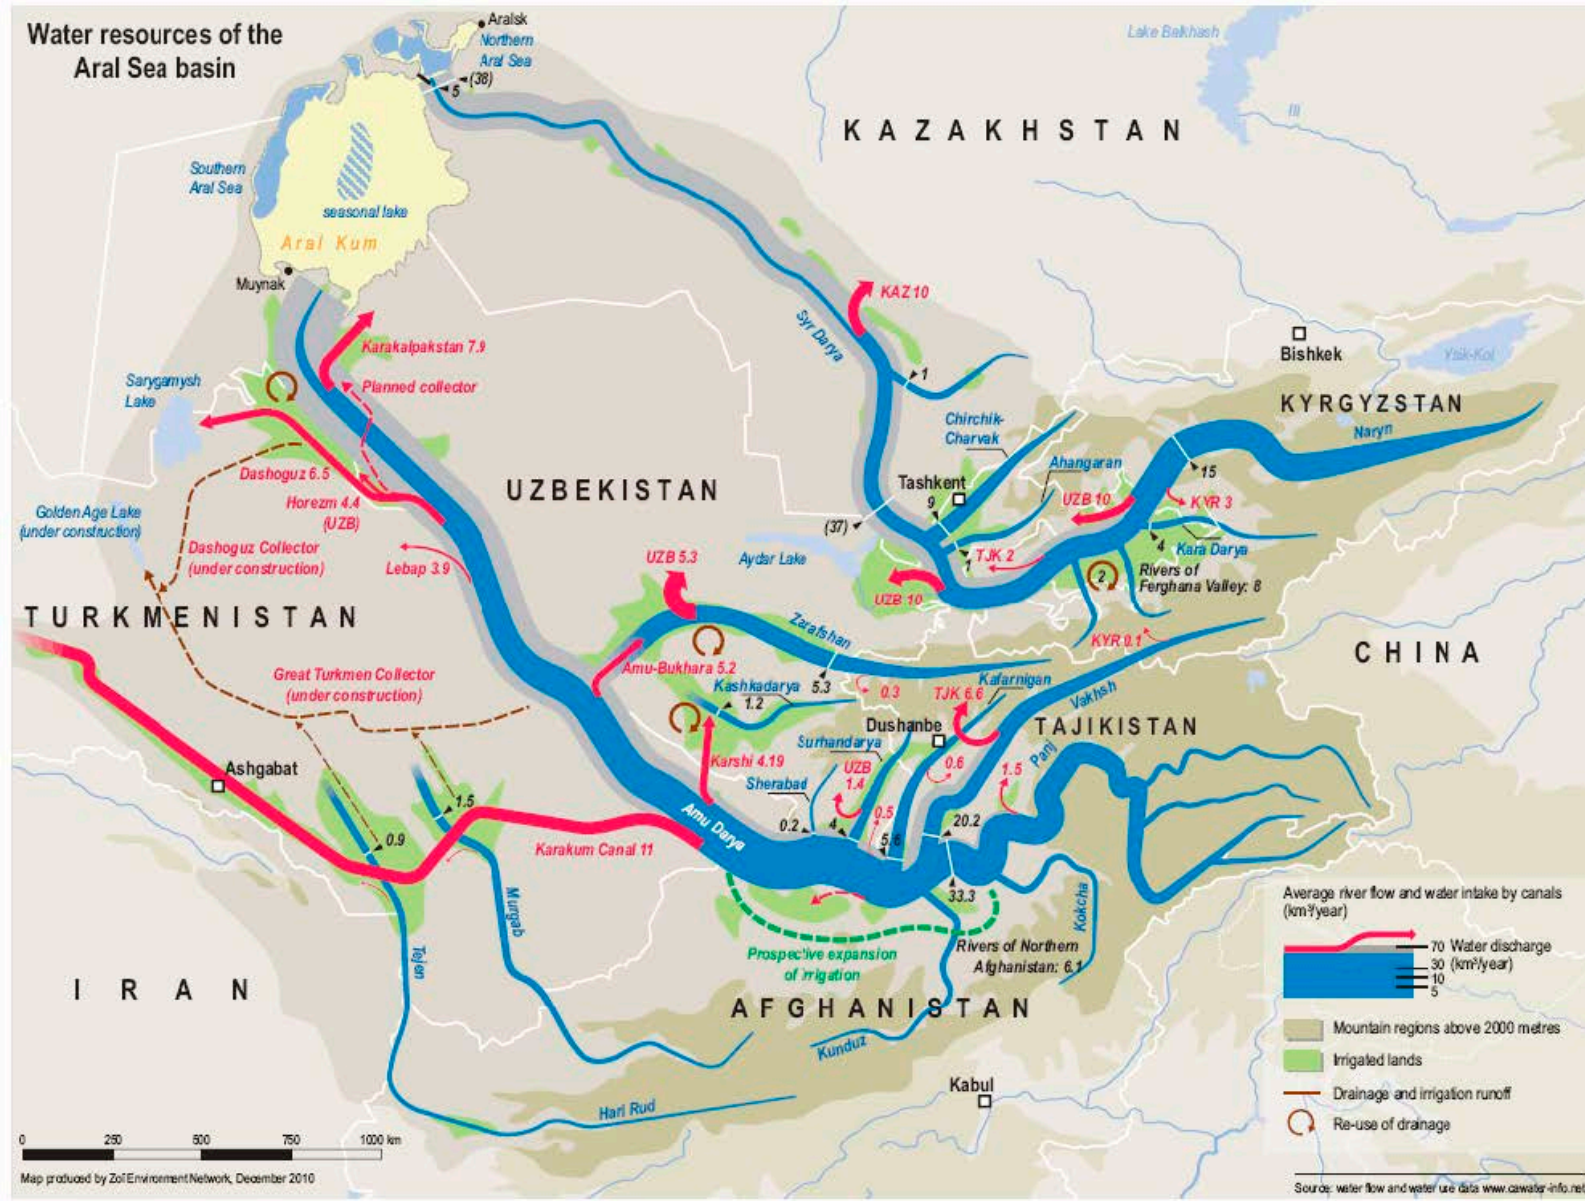 Water resources of the
Aral Sea basin
Aralsk
Northern
Aral Sea
(38)
5
Lake Balkhash
Ili
KAZAKHSTAN
Southern
Aral Sea
seasonal lake
Aral Kum
Muynak
KAZ 10
Syr Darya
1
Karakalpakstan 7.9
Planned collector
Sarygamysh
Lake
Bishkek
Ysik-Kol
KYRGYZSTAN
Naryn
Chirchik-
Charvak
Ahangaran
15
Tashkent
9
UZB 10
KYR 3
Dashoguz 6.5
Horezm 4.4
(UZB)
UZBEKISTAN
(37)
Golden Age Lake
(under construction)
Dashoguz Collector
(under construction)
Lebap 3.9
UZB 5.3
Aydar Lake
TJK 2
1
4
Kara Darya
2
Rivers of
Ferghana Valley: 8
UZB 10
TURKMENISTAN
Zarafshan
KYR 0.1
CHINA
Great Turkmen Collector
(under construction)
Amu-Bukhara 5.2
Kashkadarya
1.2
5.3
0.3
TJK 6.6
Kafarnigan
Vakhsh
Dushanbe
TAJIKISTAN
Surhandarya
Panj
Karshi 4.19
Sherabad
UZB
1.4
0.6
1.5
Ashgabat
1.5
0.9
Amu Darya
0.2
4
0.5
5.6
20.2
Karakum Canal 11
33.3
Murgab
Kokcha
Tejen
Prospective expansion
of irrigation
Rivers of Northern
Afghanistan: 6.1
IRAN
AFGHANISTAN
Kunduz
Kabul
Hari Rud
Average river flow and water intake by canals
(km³/year)
70 Water discharge
30 (km³/year)
10
5
Mountain regions above 2000 metres
Irrigated lands
Drainage and irrigation runoff
Re-use of drainage
0 250 500 750 1000 km
Map produced by Zoï Environment Network, December 2010
Source: water flow and water use data www.cawater-info.net